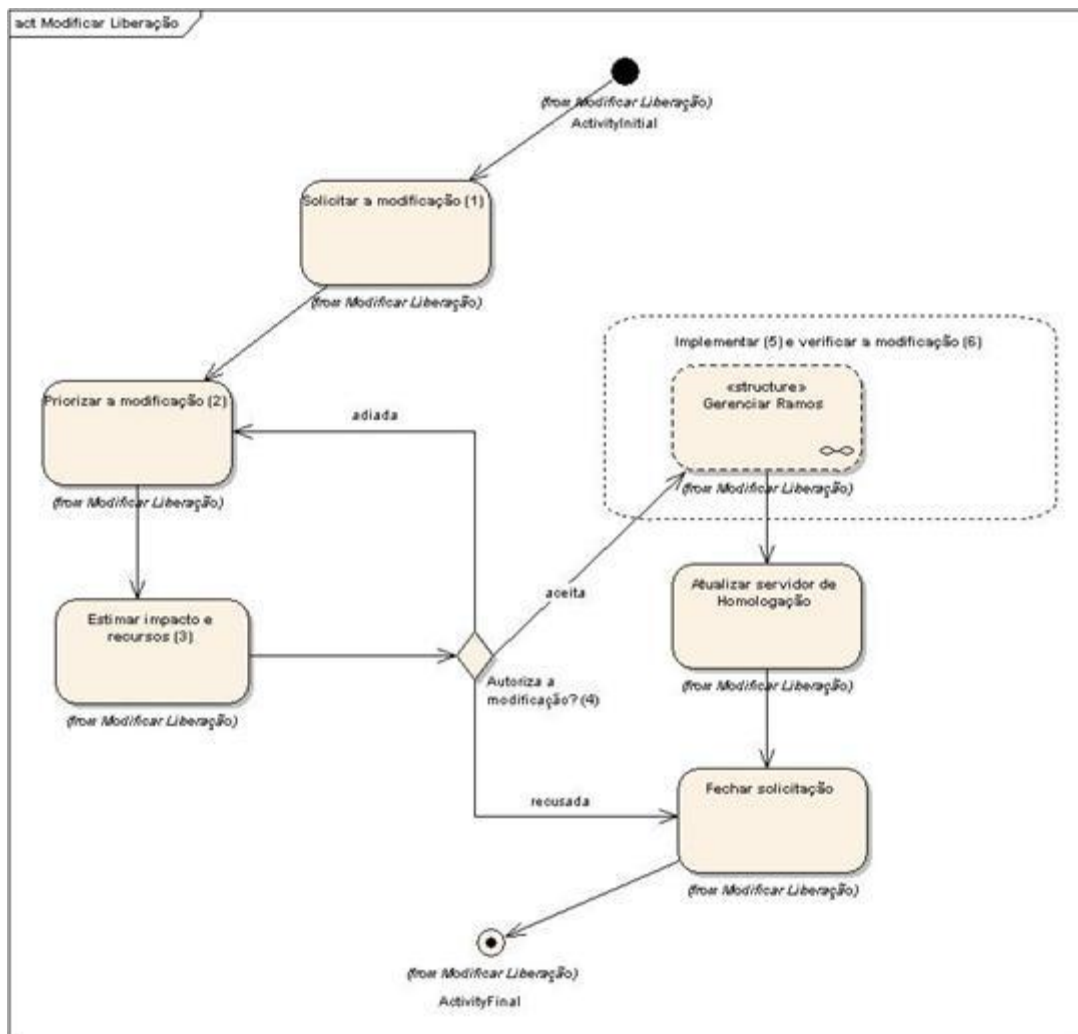 act Modificar Liberação
(from Modificar Liberação)
ActivityInitial
Solicitar a modificação (1)
(from Modificar Liberação)
Implementar (5) e verificar a modificação (6)
Priorizar a modificação (2)
«structure»
Gerenciar Ramos
adiada
(from Modificar Liberação)
(from Modificar Liberação)
Atualizar servidor de
Homologação
aceita
Estimar impacto e
recursos (3)
Autoriza a
modificação? (4)
(from Modificar Liberação)
(from Modificar Liberação)
Fechar solicitação
recusada
(from Modificar Liberação)
(from Modificar Liberação)
ActivityFinal